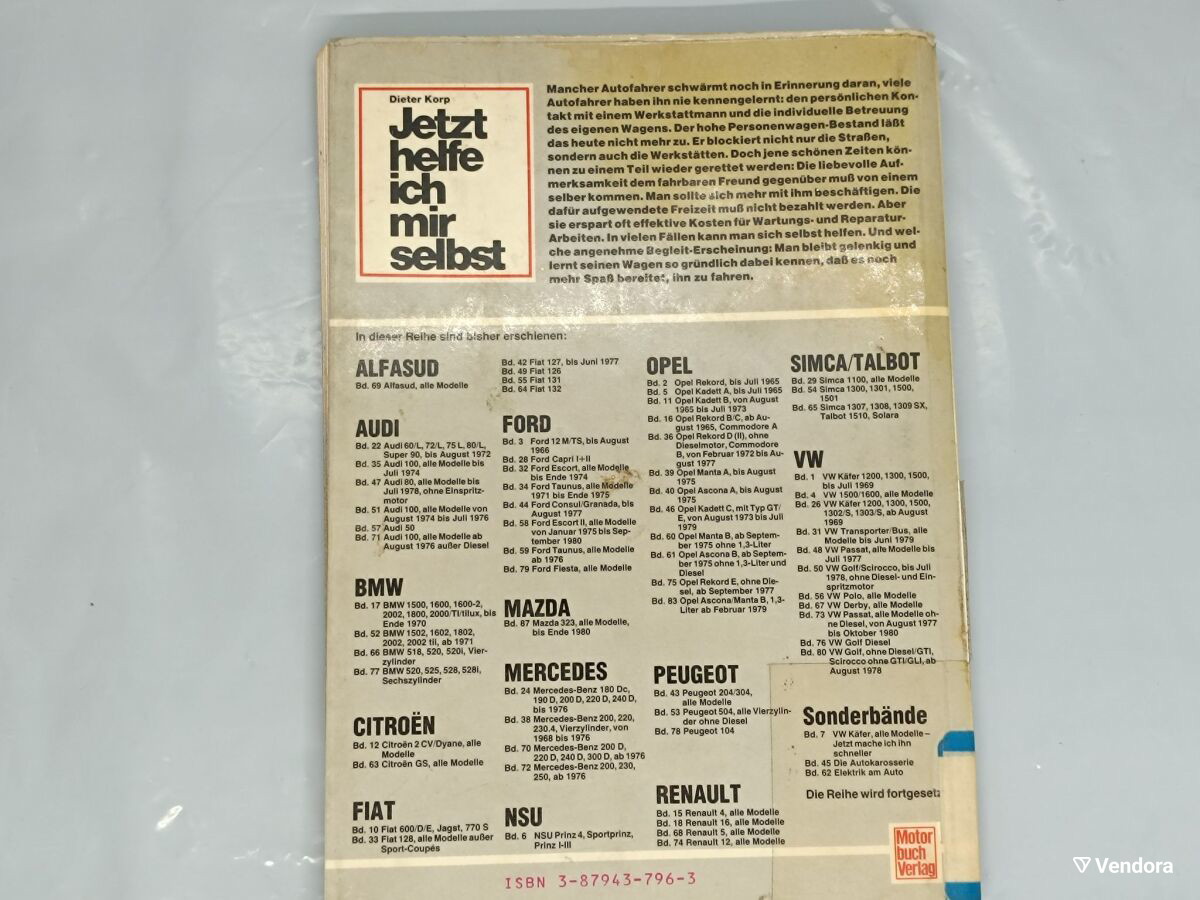 Dieter Korp
Jetzt
helfe
ich
mir
selbst
Mancher Autofahrer schwärmt noch in Erinnerung daran, viele
Autofahrer haben ihn nie kennengelernt: den persönlichen Kon-
takt mit einem Werkstattmann und die individuelle Betreuung
des eigenen Wagens. Der hohe Personenwagen-Bestand läßt
das heute nicht mehr zu. Er blockiert nicht nur die Straßen,
sondern auch die Werkstätten. Doch jene schönen Zeiten kön-
nen zu einem Teil wieder gerettet werden: Die liebevolle Auf-
merksamkeit dem fahrbaren Freund gegenüber muß von einem
selber kommen. Man sollte sich mehr mit ihm beschäftigen. Die
dafür aufgewendete Freizeit muß nicht bezahlt werden. Aber
sie erspart oft effektive Kosten für Wartungs- und Reparatur-
Arbeiten. In vielen Fällen kann man sich selbst helfen. Und wel-
che angenehme Begleit-Erscheinung: Man bleibt gelenkig und
lernt seinen Wagen so gründlich dabei kennen, daß es noch
mehr Spaß bereitet, ihn zu fahren.
In dieser Reihe sind bisher erschienen:
ALFASUD
Bd. 69 Alfasud, alle Modelle
AUDI
Bd. 22 Audi 60/L, 72/L, 75 L, 80/L,
Super 90, bis August 1972
Bd. 35 Audi 100, alle Modelle bis
Juli 1974
Bd. 47 Audi 80, alle Modelle bis
Juli 1978, ohne Einspritz-
motor
Bd. 51 Audi 100, alle Modelle von
August 1974 bis Juli 1976
Bd. 57 Audi 50
Bd. 71 Audi 100, alle Modelle ab
August 1976 außer Diesel
BMW
Bd. 17 BMW 1500, 1600, 1600-2,
2002, 1800, 2000/TI/tilux, bis
Ende 1970
Bd. 52 BMW 1502, 1602, 1802,
2002, 2002 tii, ab 1971
Bd. 66 BMW 518, 520, 520i, Vier-
zylinder
Bd. 77 BMW 520, 525, 528, 528i,
Sechszylinder
CITROËN
Bd. 12 Citroën 2 CV/Dyane, alle
Modelle
Bd. 63 Citroën GS, alle Modelle
FIAT
Bd. 10 Fiat 600/D/E, Jagst, 770 S
Bd. 33 Fiat 128, alle Modelle außer
Sport-Coupés
Bd. 42 Fiat 127, bis Juni 1977
Bd. 49 Fiat 126
Bd. 55 Fiat 131
Bd. 64 Fiat 132
FORD
Bd. 3 Ford 12 M/TS, bis August
1966
Bd. 28 Ford Capri I+II
Bd. 32 Ford Escort, alle Modelle
bis Ende 1974
Bd. 34 Ford Taunus, alle Modelle
1971 bis Ende 1975
Bd. 44 Ford Consul/Granada, bis
August 1977
Bd. 58 Ford Escort II, alle Modelle
von Januar 1975 bis Sep-
tember 1980
Bd. 59 Ford Taunus, alle Modelle
ab 1976
Bd. 79 Ford Fiesta, alle Modelle
MAZDA
Bd. 87 Mazda 323, alle Modelle,
bis Ende 1980
MERCEDES
Bd. 24 Mercedes-Benz 180 Dc,
190 D, 200 D, 220 D, 240 D,
bis 1976
Bd. 38 Mercedes-Benz 200, 220,
230.4, Vierzylinder, von
1968 bis 1976
Bd. 70 Mercedes-Benz 200 D,
220 D, 240 D, 300 D, ab 1976
Bd. 72 Mercedes-Benz 200, 230,
250, ab 1976
NSU
Bd. 6 NSU Prinz 4, Sportprinz,
Prinz I-III
OPEL
Bd. 2 Opel Rekord, bis Juli 1965
Bd. 5 Opel Kadett A, bis Juli 1965
Bd. 11 Opel Kadett B, von August
1965 bis Juli 1973
Bd. 16 Opel Rekord B/C, ab Au-
gust 1965, Commodore A
Bd. 36 Opel Rekord D (II), ohne
Dieselmotor, Commodore
B, von Februar 1972 bis Au-
gust 1977
Bd. 39 Opel Manta A, bis August
1975
Bd. 40 Opel Ascona A, bis August
1975
Bd. 46 Opel Kadett C, mit Typ GT/
E, von August 1973 bis Juli
1979
Bd. 60 Opel Manta B, ab Septem-
ber 1975 ohne 1,3-Liter
Bd. 61 Opel Ascona B, ab Septem-
ber 1975 ohne 1,3-Liter und
Diesel
Bd. 75 Opel Rekord E, ohne Die-
sel, ab September 1977
Bd. 83 Opel Ascona/Manta B, 1,3-
Liter ab Februar 1979
PEUGEOT
Bd. 43 Peugeot 204/304,
alle Modelle
Bd. 53 Peugeot 504, alle Vierzylin-
der ohne Diesel
Bd. 78 Peugeot 104
RENAULT
Bd. 15 Renault 4, alle Modelle
Bd. 18 Renault 16, alle Modelle
Bd. 68 Renault 5, alle Modelle
Bd. 74 Renault 12, alle Modelle
SIMCA/TALBOT
Bd. 29 Simca 1100, alle Modelle
Bd. 54 Simca 1300, 1301, 1500,
1501
Bd. 65 Simca 1307, 1308, 1309 SX,
Talbot 1510, Solara
VW
Bd. 1 VW Käfer 1200, 1300, 1500,
bis Juli 1969
Bd. 4 VW 1500/1600, alle Modelle
Bd. 26 VW Käfer 1200, 1300, 1500,
1302/S, 1303/S, ab August
1969
Bd. 31 VW Transporter/Bus, alle
Modelle bis Juni 1979
Bd. 48 VW Passat, alle Modelle bis
Juli 1977
Bd. 50 VW Golf/Scirocco, bis Juli
1978, ohne Diesel- und Ein-
spritzmotor
Bd. 56 VW Polo, alle Modelle
Bd. 67 VW Derby, alle Modelle
Bd. 73 VW Passat, alle Modelle oh-
ne Diesel, von August 1977
bis Oktober 1980
Bd. 76 VW Golf Diesel
Bd. 80 VW Golf, ohne Diesel/GTI,
Scirocco ohne GTI/GLI, ab
August 1978
Sonderbände
Bd. 7 VW Käfer, alle Modelle –
Jetzt mache ich ihn
schneller
Bd. 45 Die Autokarosserie
Bd. 62 Elektrik am Auto
Die Reihe wird fortgesetz
Motor
buch
Verlag
ISBN 3-87943-796-3
Vendora